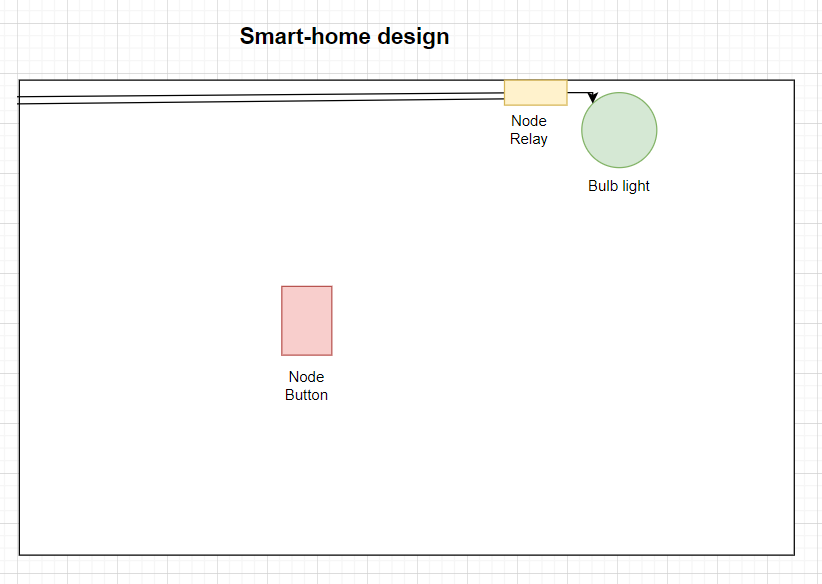 Smart-home design
Node
Relay
Bulb light
Node
Button